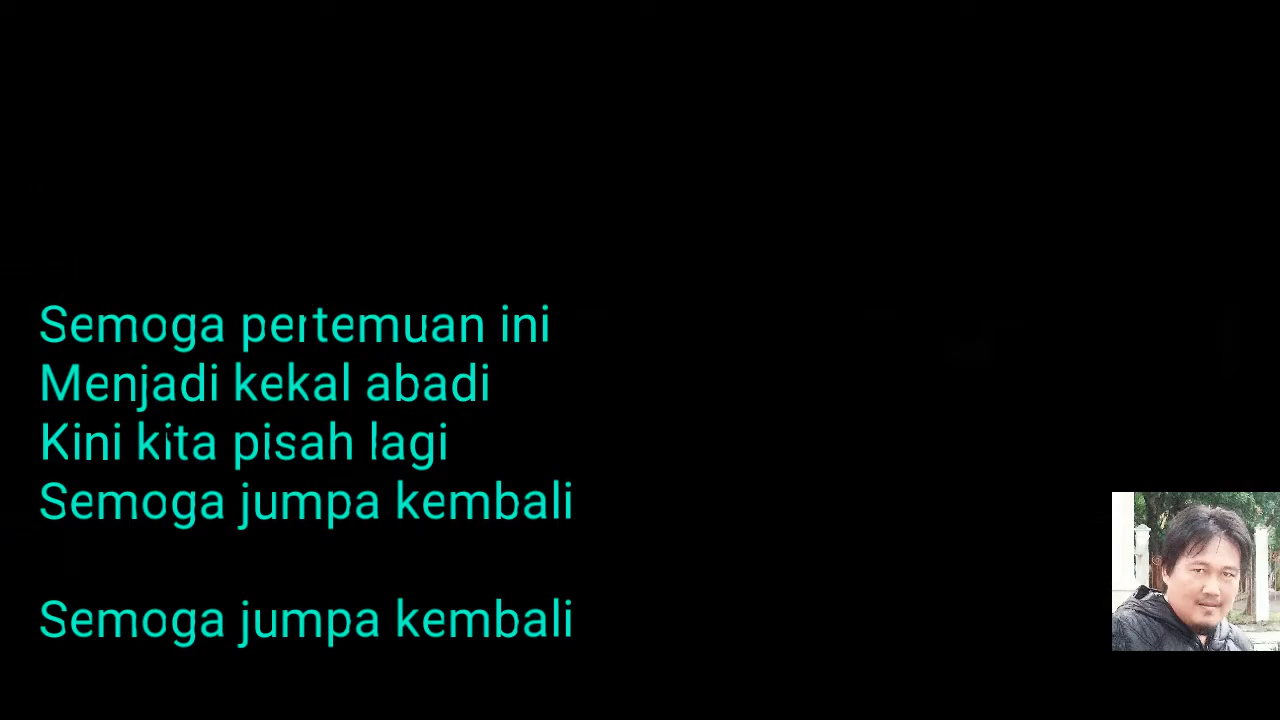 Semoga pertemuan ini
Menjadi kekal abadi
Kini kita pisah lagi
Semoga jumpa kembali
Semoga jumpa kembali